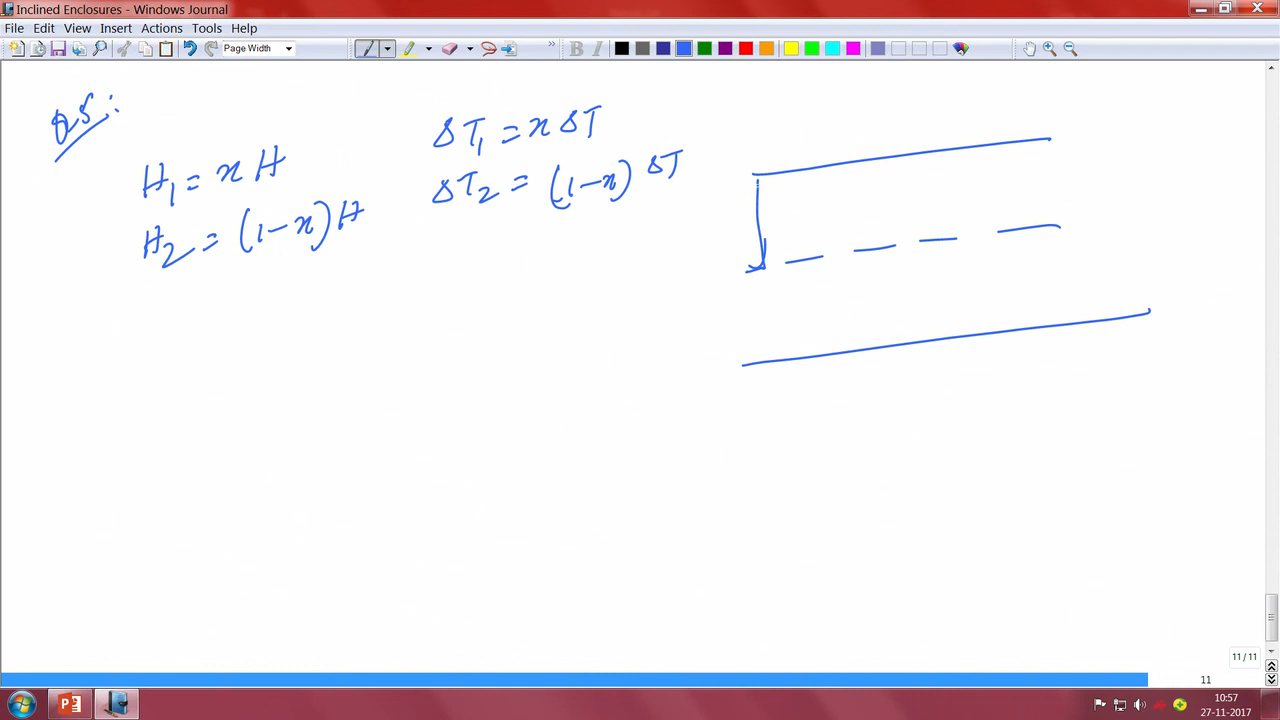 Inclined Enclosures - Windows Journal
File Edit View Insert Actions Tools Help
Page Width
B I
Q5:
H₁ = x H
H₂ = (1-x) H
ΔT₁ = x ΔT
ΔT₂ = (1-x) ΔT
11 / 11
11
10:57
27-11-2017